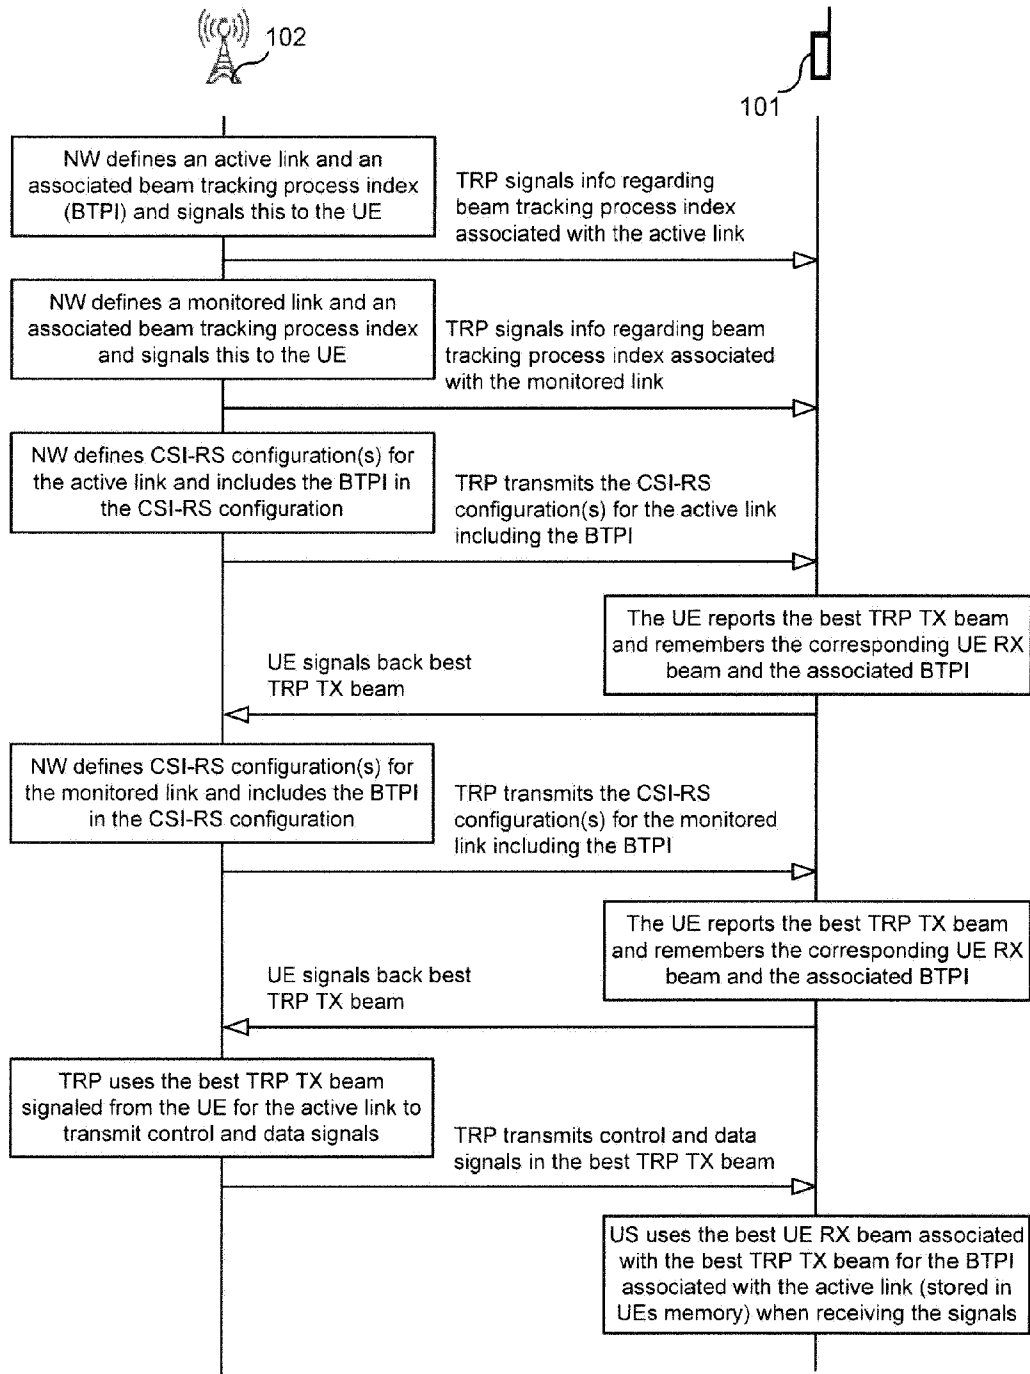 102
101
NW defines an active link and an
associated beam tracking process index
(BTPI) and signals this to the UE
TRP signals info regarding
beam tracking process index
associated with the active link
NW defines a monitored link and an
associated beam tracking process index
and signals this to the UE
TRP signals info regarding beam
tracking process index associated
with the monitored link
NW defines CSI-RS configuration(s) for
the active link and includes the BTPI in
the CSI-RS configuration
TRP transmits the CSI-RS
configuration(s) for the active link
including the BTPI
The UE reports the best TRP TX beam
and remembers the corresponding UE RX
beam and the associated BTPI
UE signals back best
TRP TX beam
NW defines CSI-RS configuration(s) for
the monitored link and includes the BTPI
in the CSI-RS configuration
TRP transmits the CSI-RS
configuration(s) for the monitored
link including the BTPI
The UE reports the best TRP TX beam
and remembers the corresponding UE RX
beam and the associated BTPI
UE signals back best
TRP TX beam
TRP uses the best TRP TX beam
signaled from the UE for the active link to
transmit control and data signals
TRP transmits control and data
signals in the best TRP TX beam
US uses the best UE RX beam associated
with the best TRP TX beam for the BTPI
associated with the active link (stored in
UEs memory) when receiving the signals